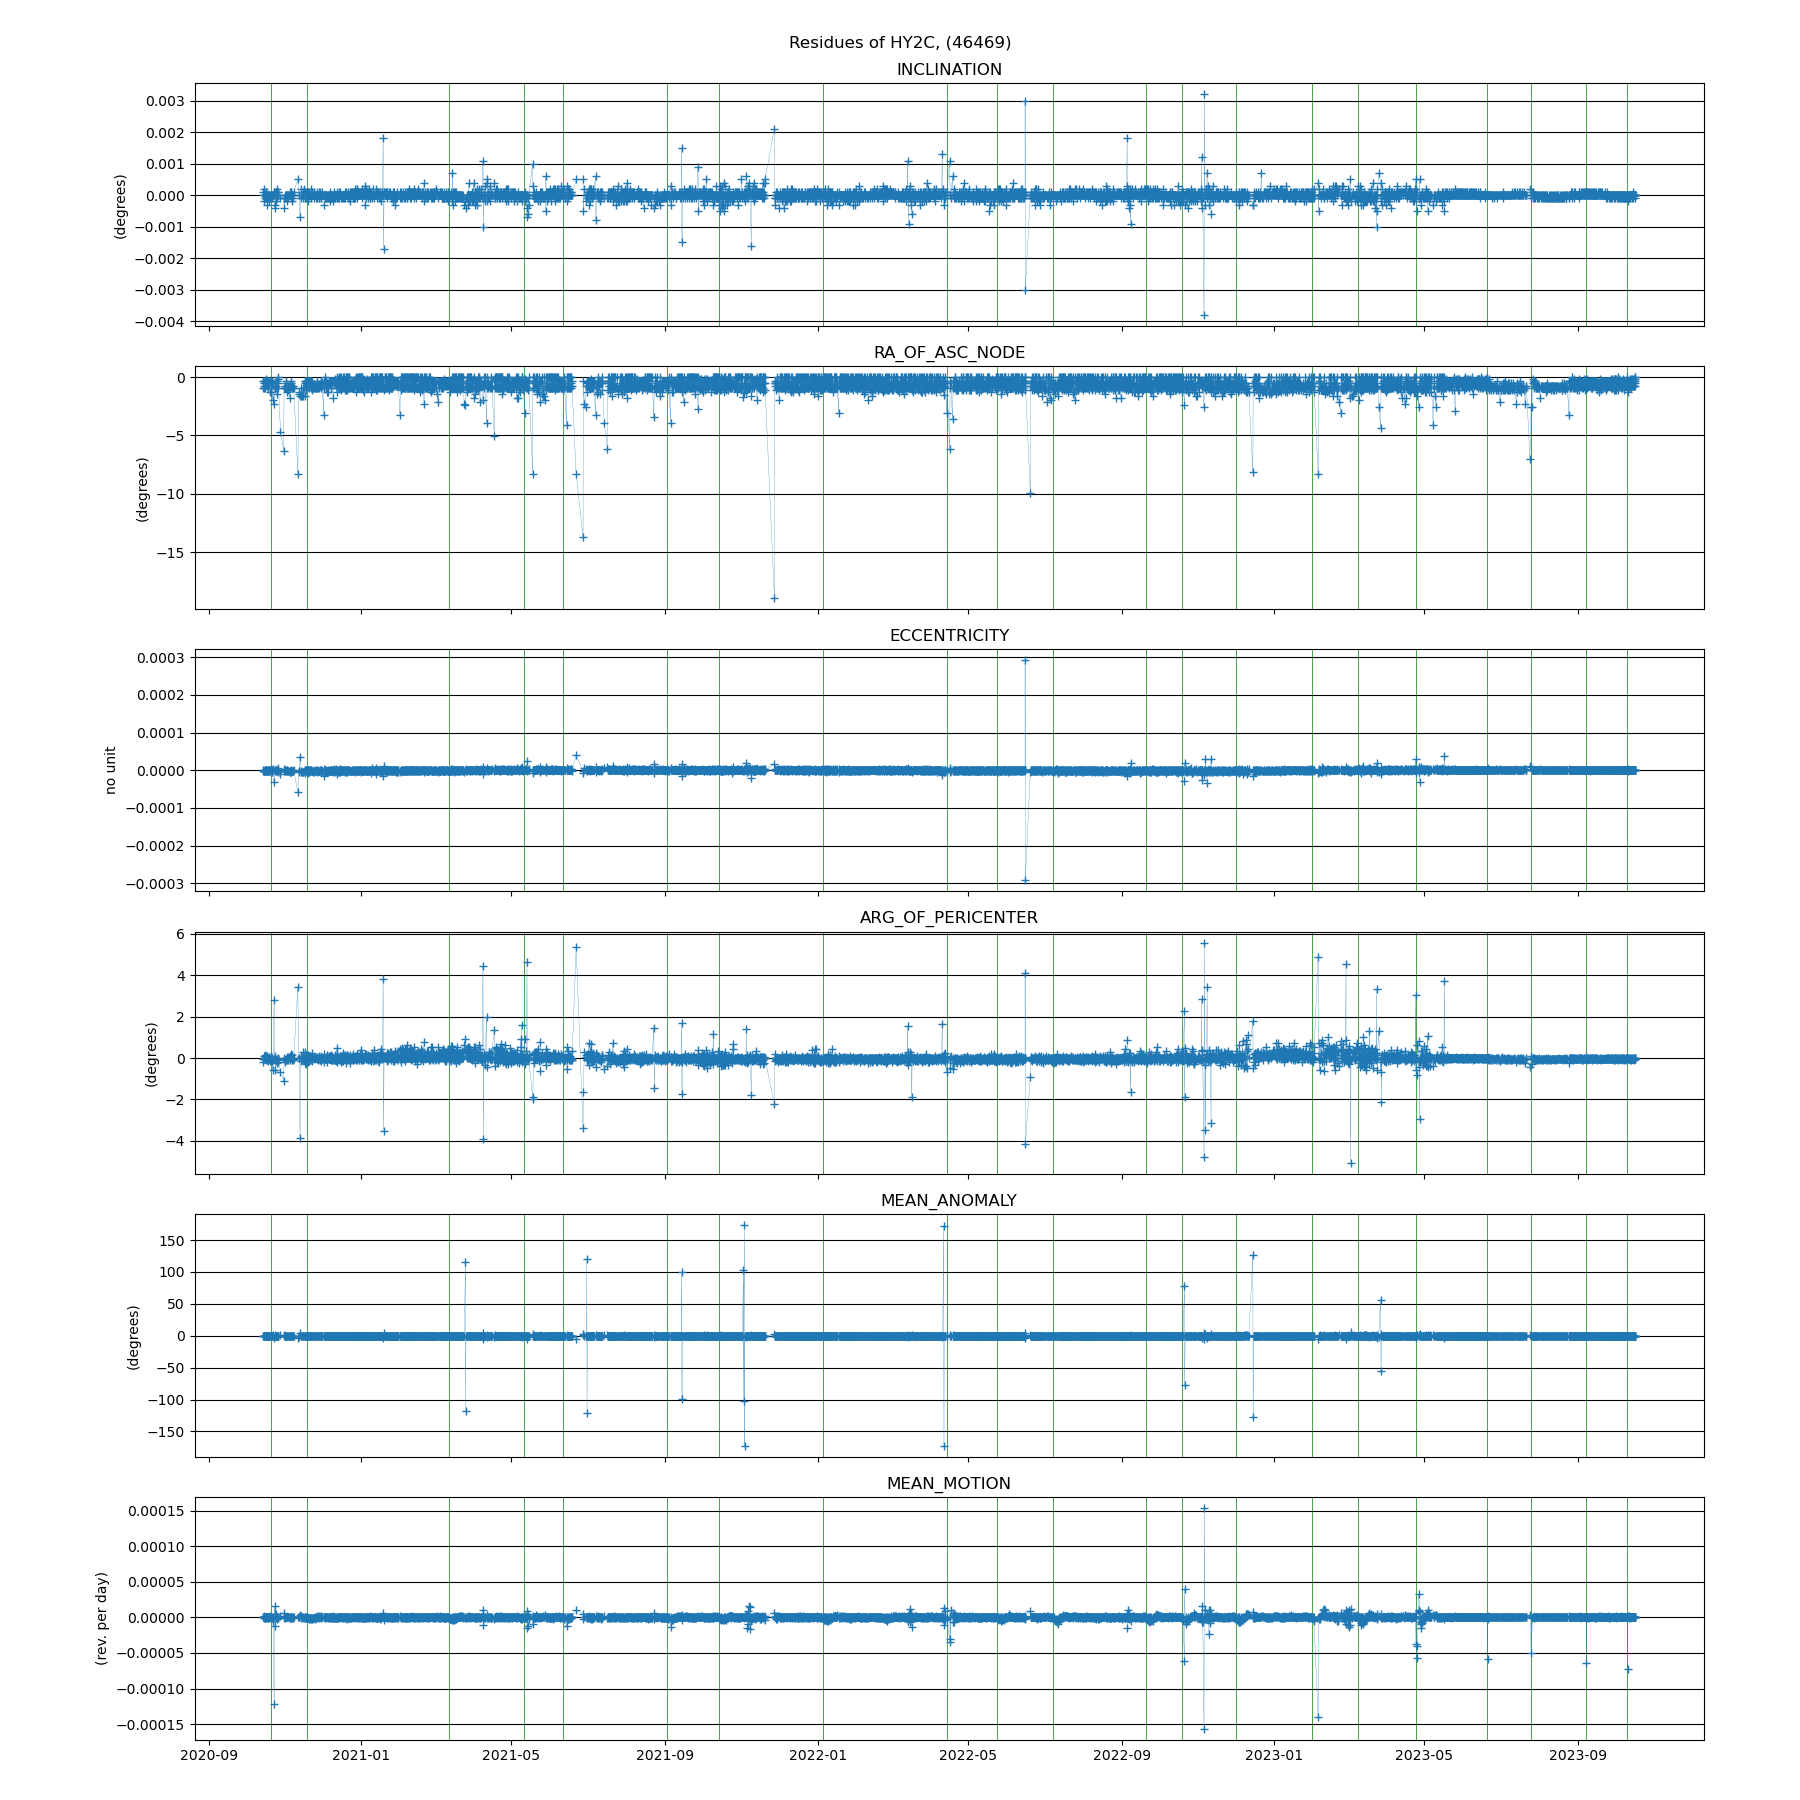 Residues of HY2C, (46469)
INCLINATION
0.003
0.002
0.001
0.000
−0.001
−0.002
−0.003
−0.004
(degrees)
RA_OF_ASC_NODE
0
−5
−10
−15
(degrees)
ECCENTRICITY
0.0003
0.0002
0.0001
0.0000
−0.0001
−0.0002
−0.0003
no unit
ARG_OF_PERICENTER
6
4
2
0
−2
−4
(degrees)
MEAN_ANOMALY
150
100
50
0
−50
−100
−150
(degrees)
MEAN_MOTION
0.00015
0.00010
0.00005
0.00000
−0.00005
−0.00010
−0.00015
(rev. per day)
2020-09 2021-01 2021-05 2021-09 2022-01 2022-05 2022-09 2023-01 2023-05 2023-09